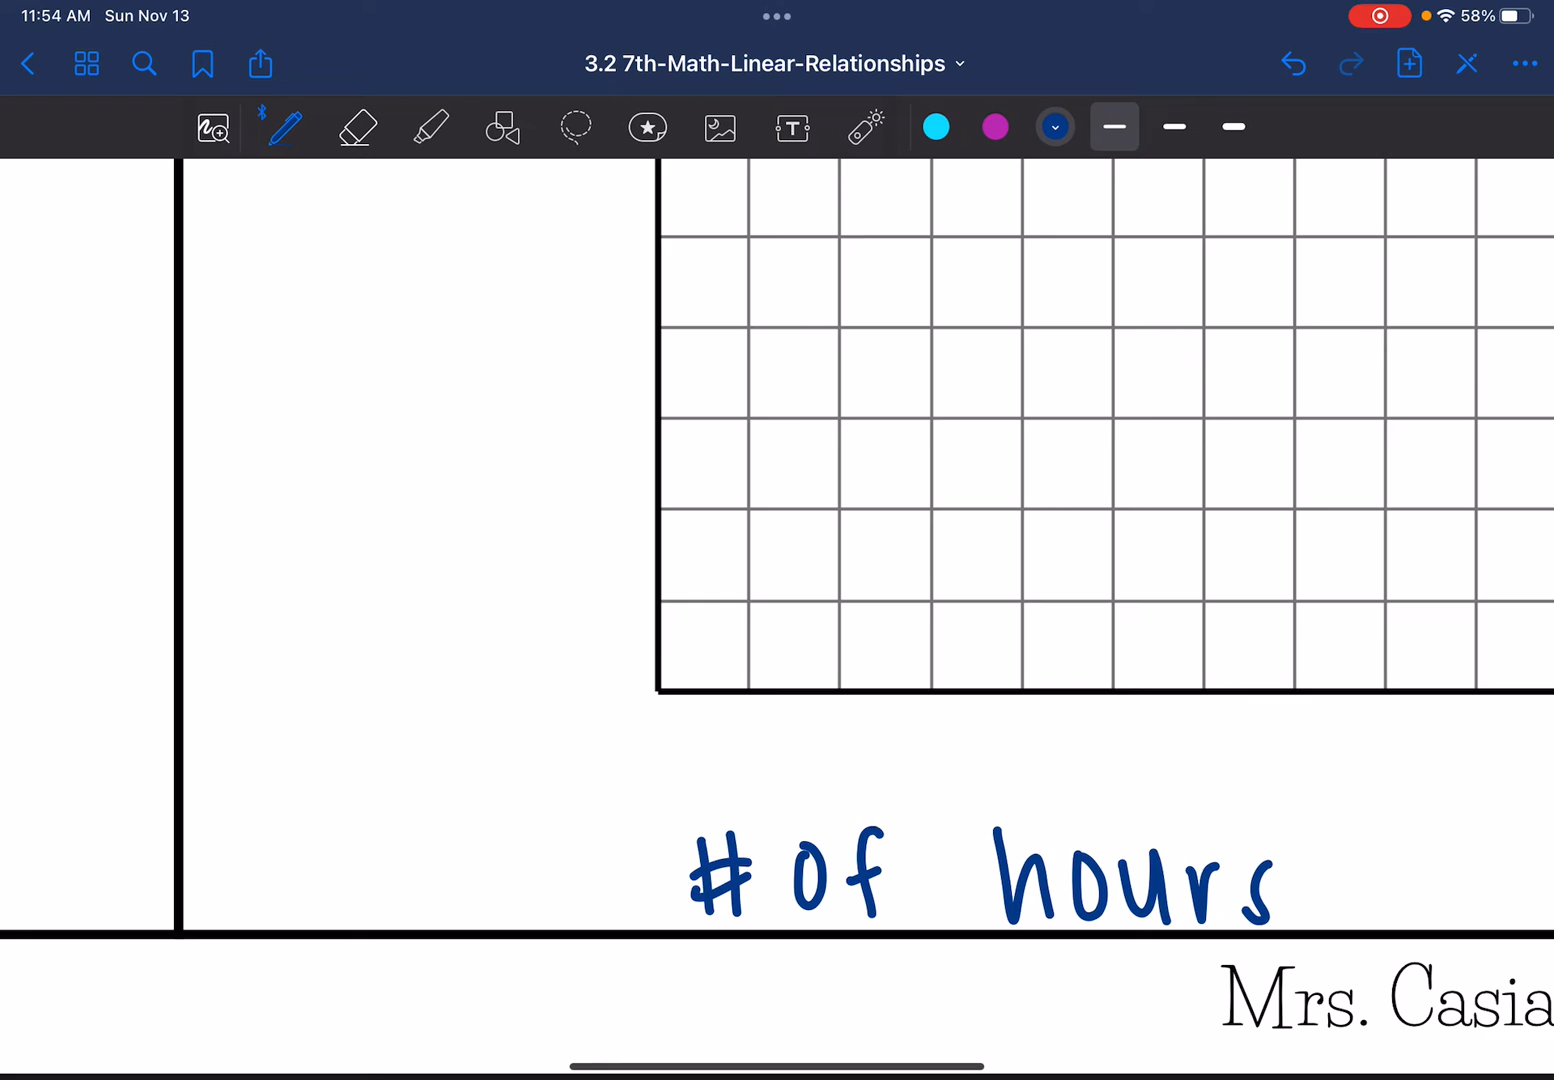 11:54 AM Sun Nov 13
58%
3.2 7th-Math-Linear-Relationships
T
# of hours
Mrs. Casia